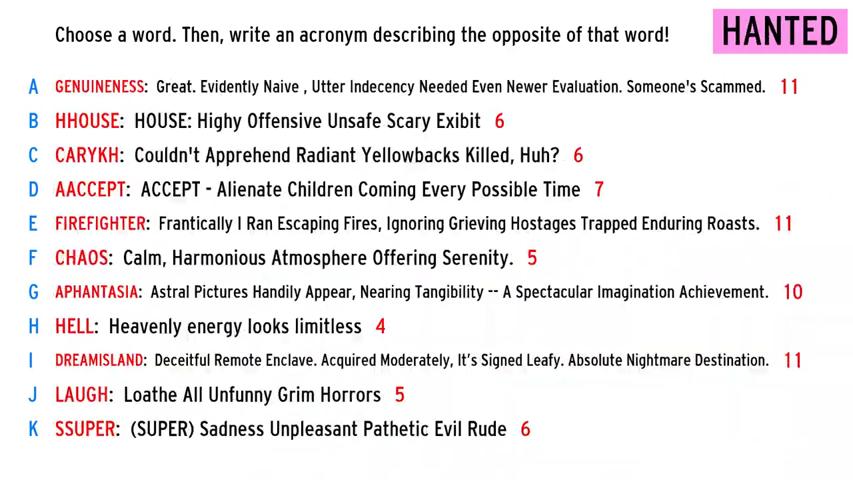 Choose a word. Then, write an acronym describing the opposite of that word!
HANTED
A GENUINENESS: Great. Evidently Naive , Utter Indecency Needed Even Newer Evaluation. Someone's Scammed. 11
B HHOUSE: HOUSE: Highy Offensive Unsafe Scary Exibit 6
C CARYKH: Couldn't Apprehend Radiant Yellowbacks Killed, Huh? 6
D AACCEPT: ACCEPT - Alienate Children Coming Every Possible Time 7
E FIREFIGHTER: Frantically I Ran Escaping Fires, Ignoring Grieving Hostages Trapped Enduring Roasts. 11
F CHAOS: Calm, Harmonious Atmosphere Offering Serenity. 5
G APHANTASIA: Astral Pictures Handily Appear, Nearing Tangibility -- A Spectacular Imagination Achievement. 10
H HELL: Heavenly energy looks limitless 4
I DREAMISLAND: Deceitful Remote Enclave. Acquired Moderately, It's Signed Leafy. Absolute Nightmare Destination. 11
J LAUGH: Loathe All Unfunny Grim Horrors 5
K SSUPER: (SUPER) Sadness Unpleasant Pathetic Evil Rude 6